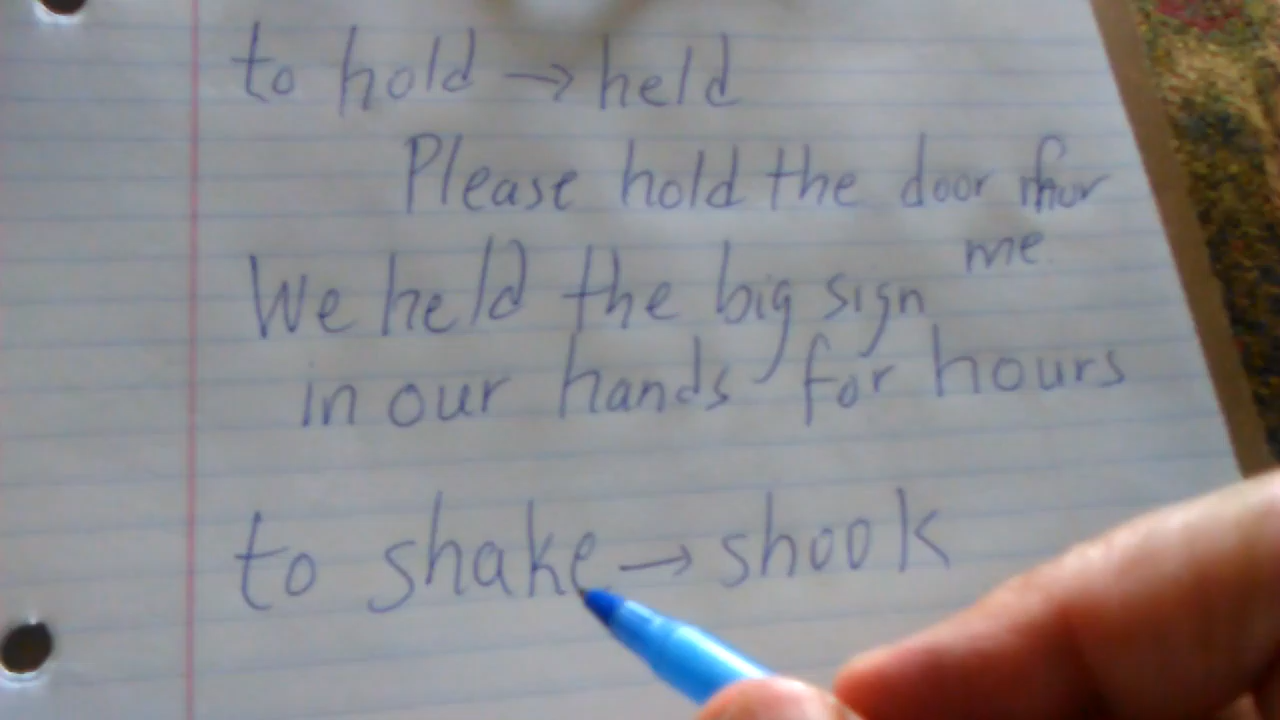 to hold → held
Please hold the door
me.
We held the big sign
in our hands for hours
to shake → shook